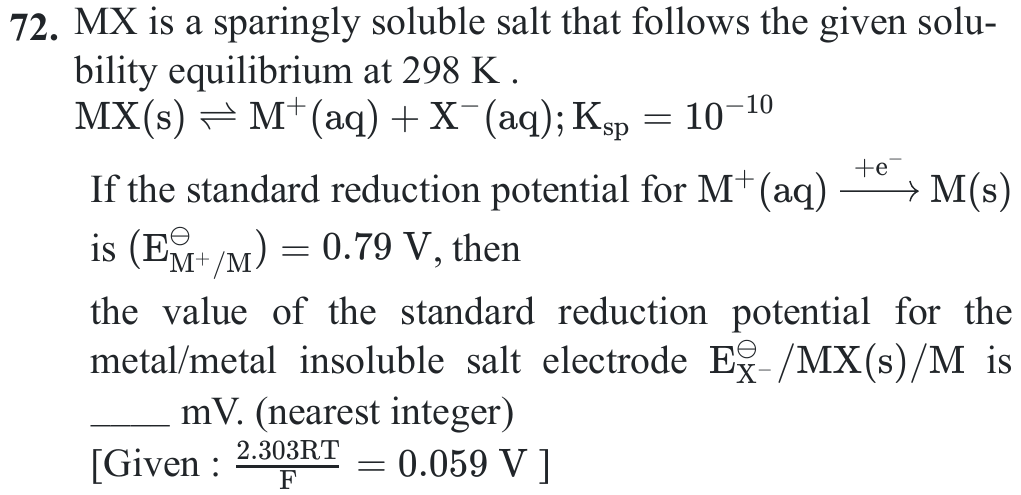 72. MX is a sparingly soluble salt that follows the given solu-
bility equilibrium at 298 K .
MX(s) ⇌ M⁺(aq) + X⁻(aq); Kₛₚ = 10⁻¹⁰
If the standard reduction potential for M⁺(aq) —+e⁻→ M(s)
is (E⊖M⁺/M) = 0.79 V, then
the value of the standard reduction potential for the
metal/metal insoluble salt electrode E⊖X⁻/MX(s)/M is
____ mV. (nearest integer)
[Given : 2.303RT/F = 0.059 V ]